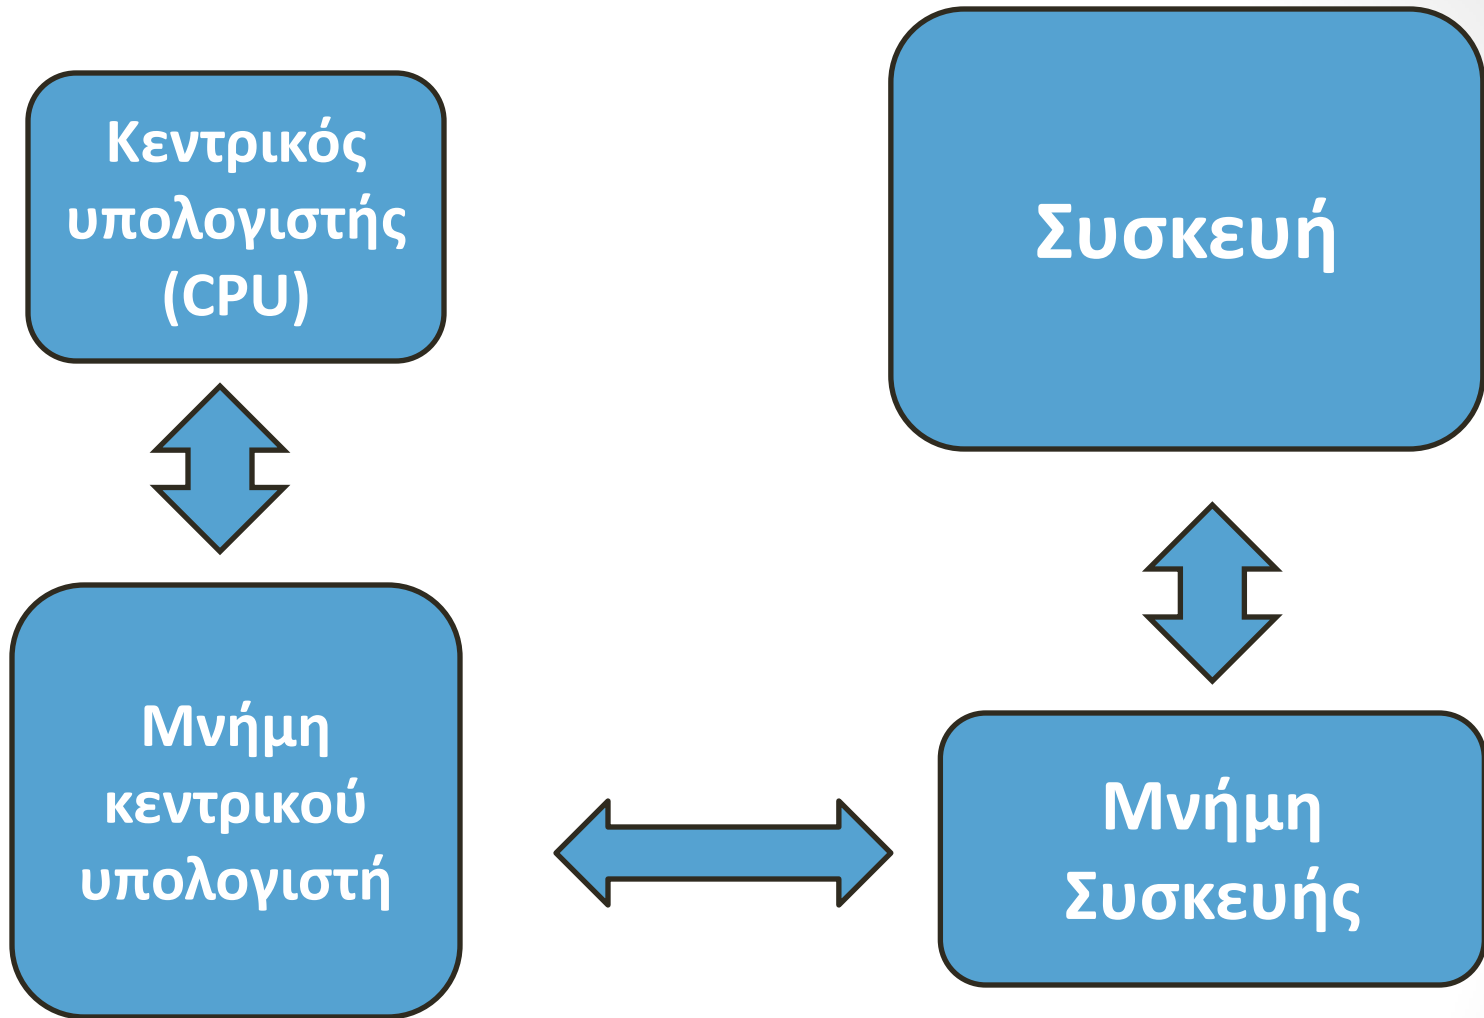 Κεντρικός
υπολογιστής
(CPU)
Συσκευή
Μνήμη
κεντρικού
υπολογιστή
Μνήμη
Συσκευής